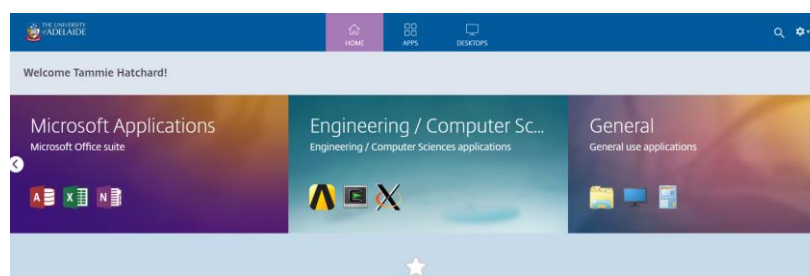 THE UNIVERSITY
of ADELAIDE
HOME
APPS
DESKTOPS
Welcome Tammie Hatchard!
Microsoft Applications
Microsoft Office suite
Engineering / Computer Sc...
Engineering / Computer Sciences applications
General
General use applications
A
X
N